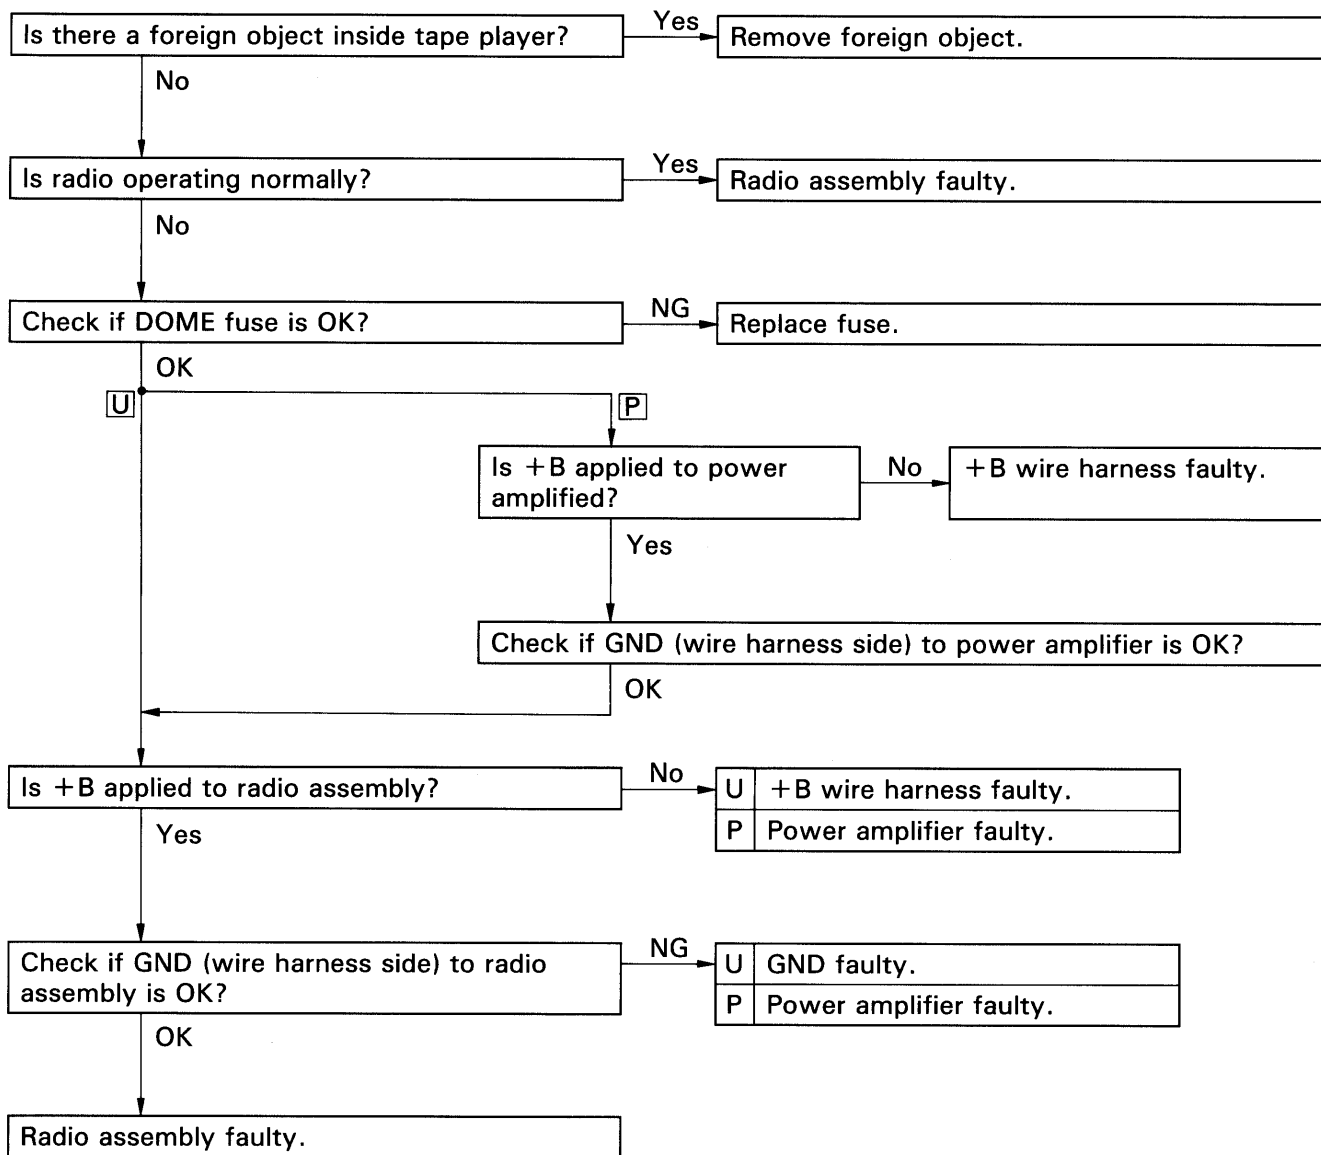 Is there a foreign object inside tape player?
Yes
Remove foreign object.
No
Is radio operating normally?
Yes
Radio assembly faulty.
No
Check if DOME fuse is OK?
NG
Replace fuse.
OK
U
P
Is +B applied to power
amplified?
No
+B wire harness faulty.
Yes
Check if GND (wire harness side) to power amplifier is OK?
OK
Is +B applied to radio assembly?
No
U +B wire harness faulty.
P Power amplifier faulty.
Yes
Check if GND (wire harness side) to radio
assembly is OK?
NG
U GND faulty.
P Power amplifier faulty.
OK
Radio assembly faulty.